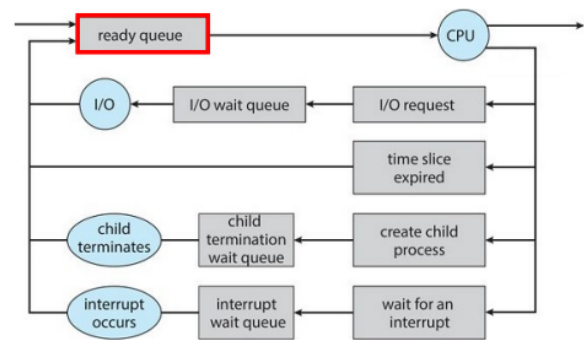 ready queue
CPU
I/O
I/O wait queue
I/O request
time slice
expired
child
terminates
child
termination
wait queue
create child
process
interrupt
occurs
interrupt
wait queue
wait for an
interrupt